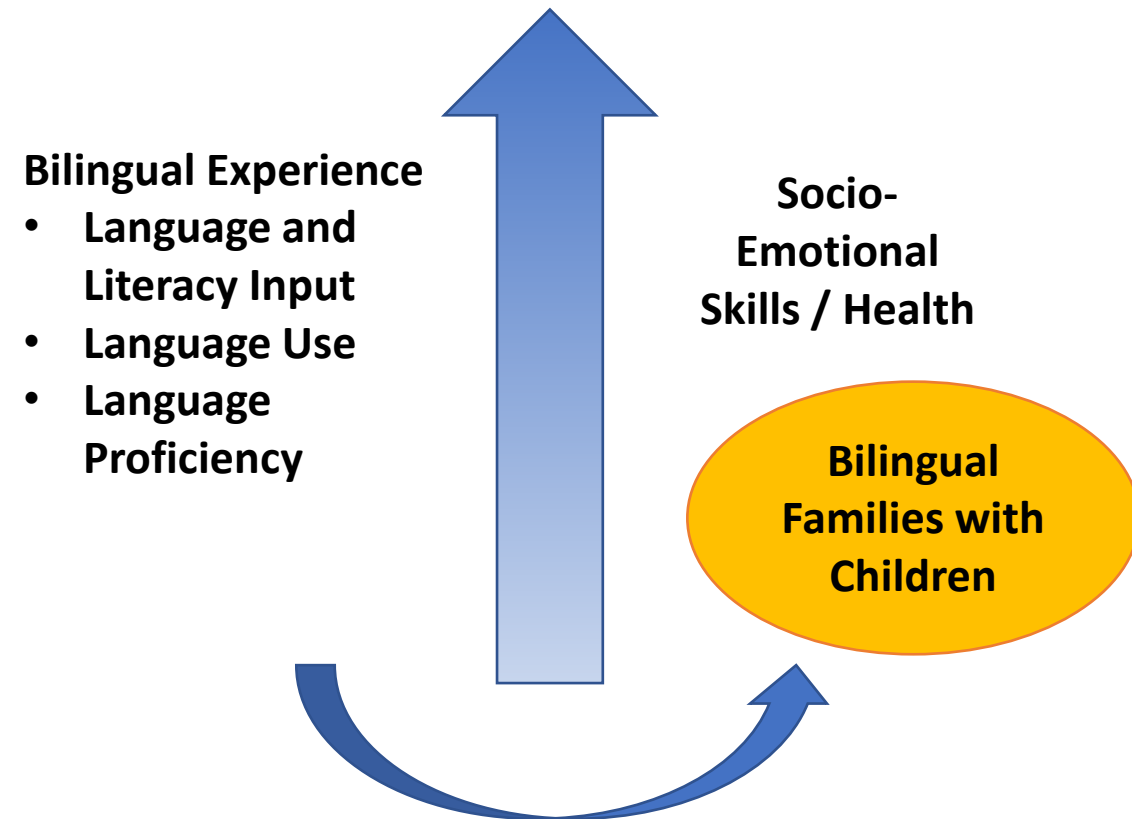 Bilingual Experience
• Language and
Literacy Input
• Language Use
• Language
Proficiency
Socio-
Emotional
Skills / Health
Bilingual
Families with
Children